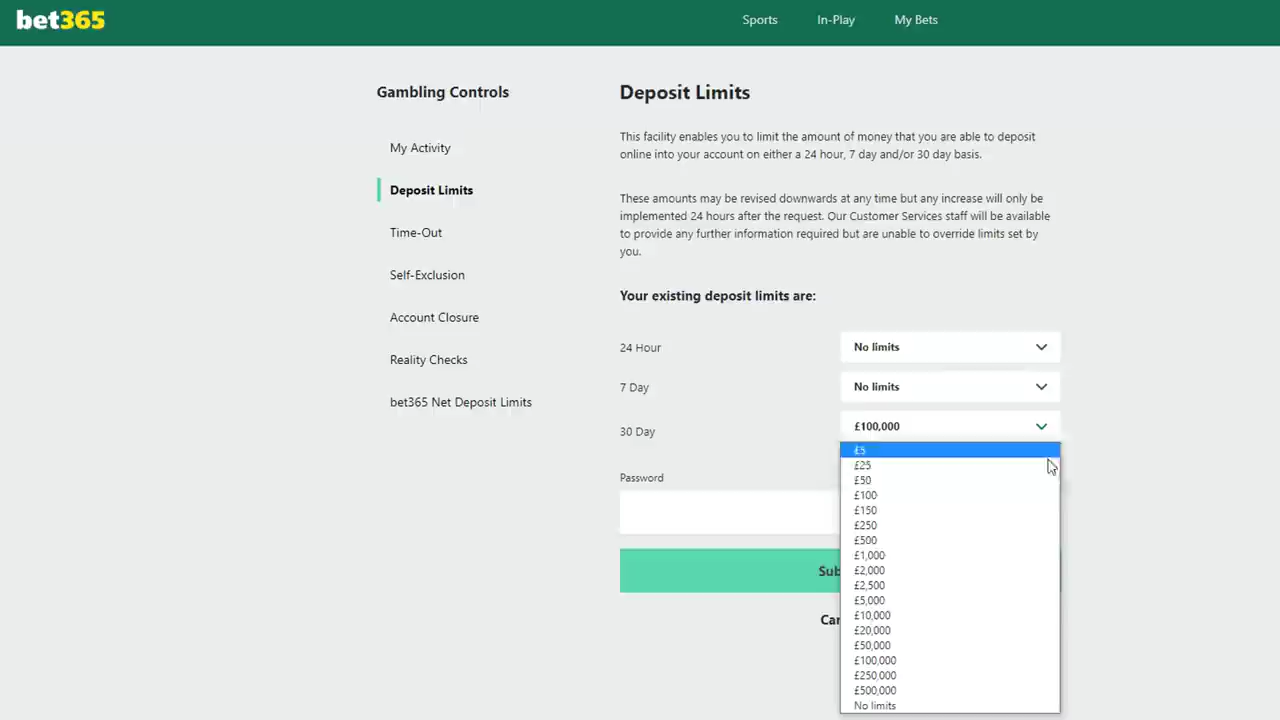 bet365
Sports
In-Play
My Bets
Gambling Controls
My Activity
Deposit Limits
Time-Out
Self-Exclusion
Account Closure
Reality Checks
bet365 Net Deposit Limits
Deposit Limits
This facility enables you to limit the amount of money that you are able to deposit
online into your account on either a 24 hour, 7 day and/or 30 day basis.
These amounts may be revised downwards at any time but any increase will only be
implemented 24 hours after the request. Our Customer Services staff will be available
to provide any further information required but are unable to override limits set by
you.
Your existing deposit limits are:
24 Hour
No limits
7 Day
No limits
30 Day
£100,000
£5
£25
£50
£100
£150
£250
£500
£1,000
£2,000
£2,500
£5,000
£10,000
£20,000
£50,000
£100,000
£250,000
£500,000
No limits
Password